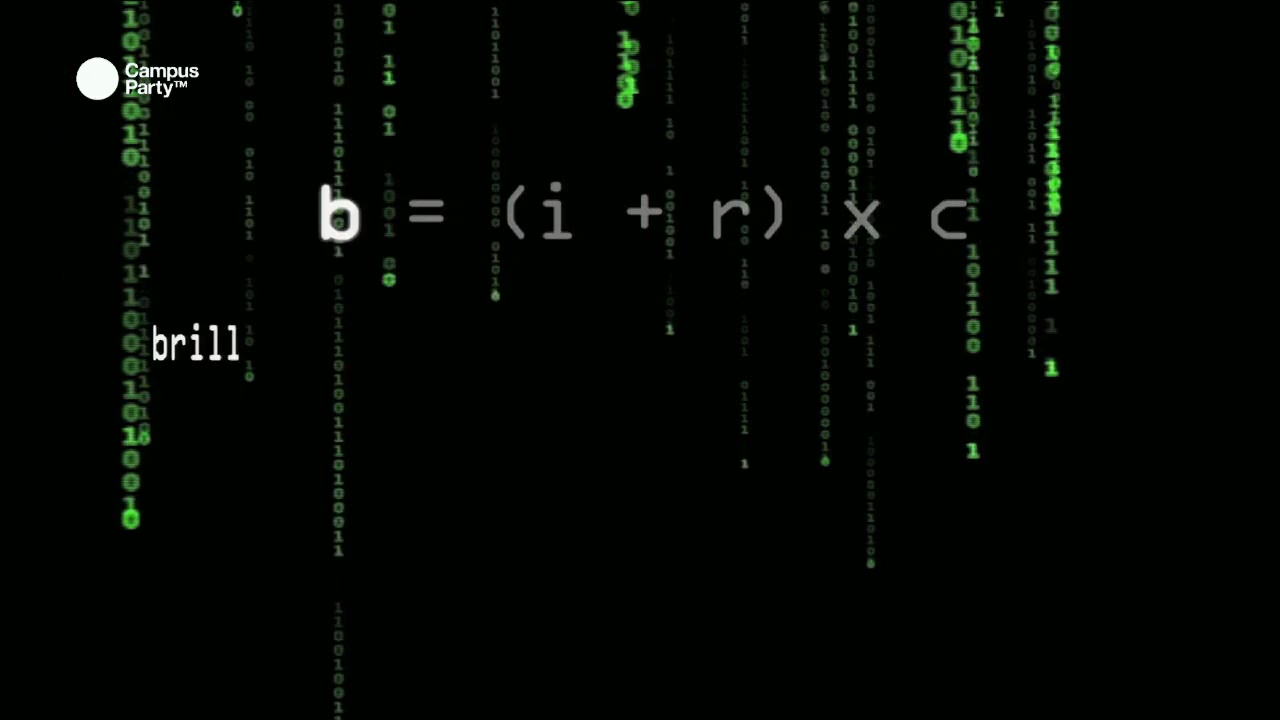 Campus
Party™
b = (i + r) x c
brill